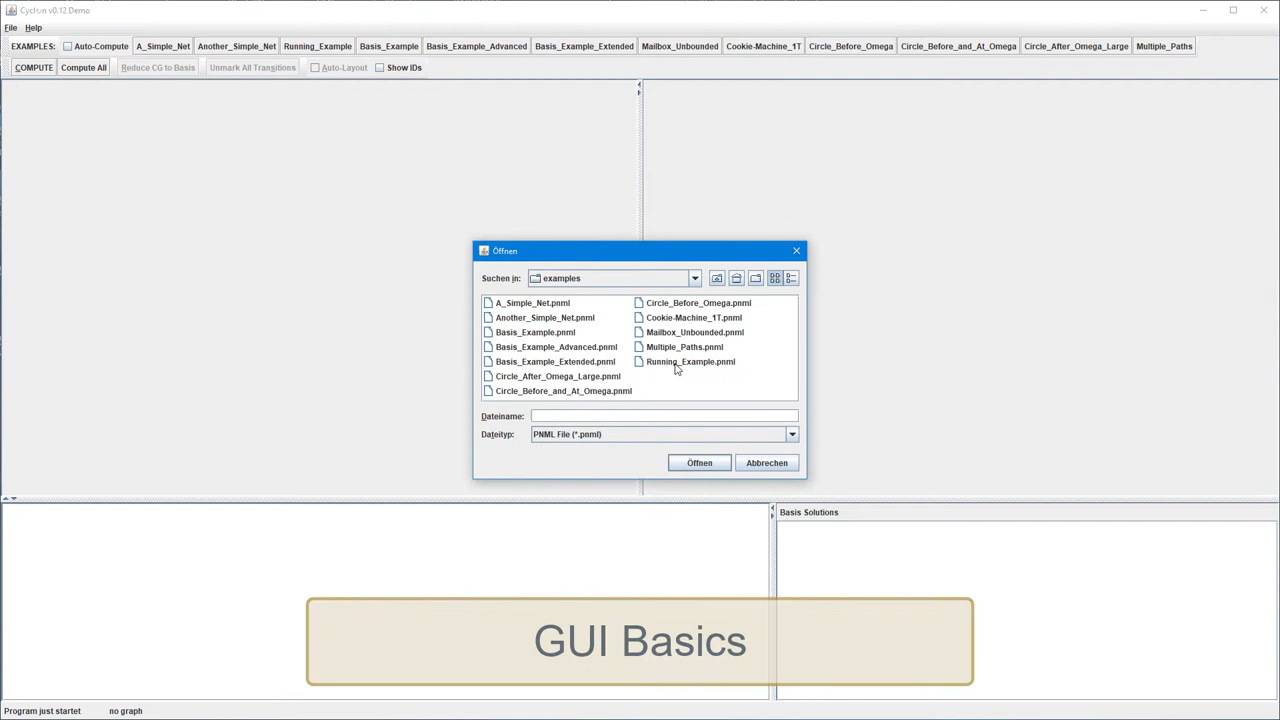 Cycl∞n v0.12 Demo
File Help
EXAMPLES: Auto-Compute A_Simple_Net Another_Simple_Net Running_Example Basis_Example Basis_Example_Advanced Basis_Example_Extended Mailbox_Unbounded Cookie-Machine_1T Circle_Before_Omega Circle_Before_and_At_Omega Circle_After_Omega_Large Multiple_Paths
COMPUTE Compute All Reduce CG to Basis Unmark All Transitions Auto-Layout Show IDs
Öffnen
Suchen in: examples
A_Simple_Net.pnml
Another_Simple_Net.pnml
Basis_Example.pnml
Basis_Example_Advanced.pnml
Basis_Example_Extended.pnml
Circle_After_Omega_Large.pnml
Circle_Before_and_At_Omega.pnml
Circle_Before_Omega.pnml
Cookie-Machine_1T.pnml
Mailbox_Unbounded.pnml
Multiple_Paths.pnml
Running_Example.pnml
Dateiname:
Dateityp: PNML File (*.pnml)
Öffnen Abbrechen
Basis Solutions
GUI Basics
Program just startet no graph